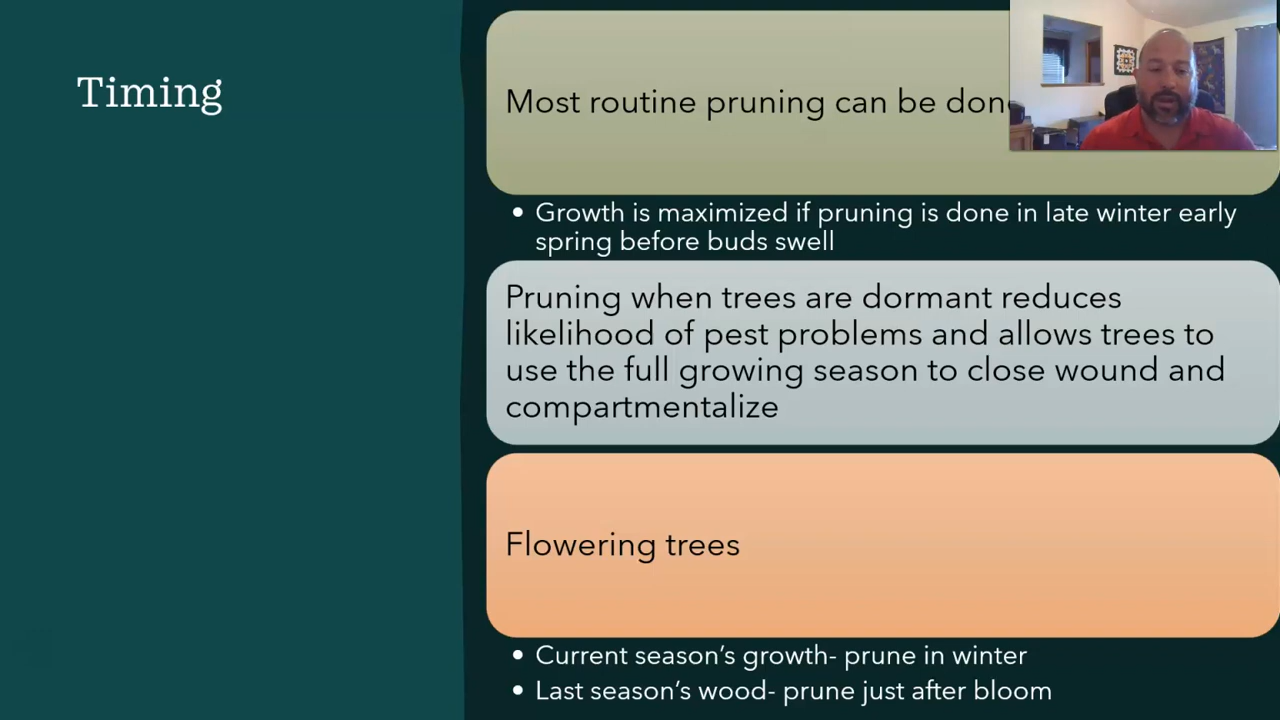 Timing
Most routine pruning can be done
• Growth is maximized if pruning is done in late winter early
spring before buds swell
Pruning when trees are dormant reduces
likelihood of pest problems and allows trees to
use the full growing season to close wound and
compartmentalize
Flowering trees
• Current season's growth- prune in winter
• Last season's wood- prune just after bloom